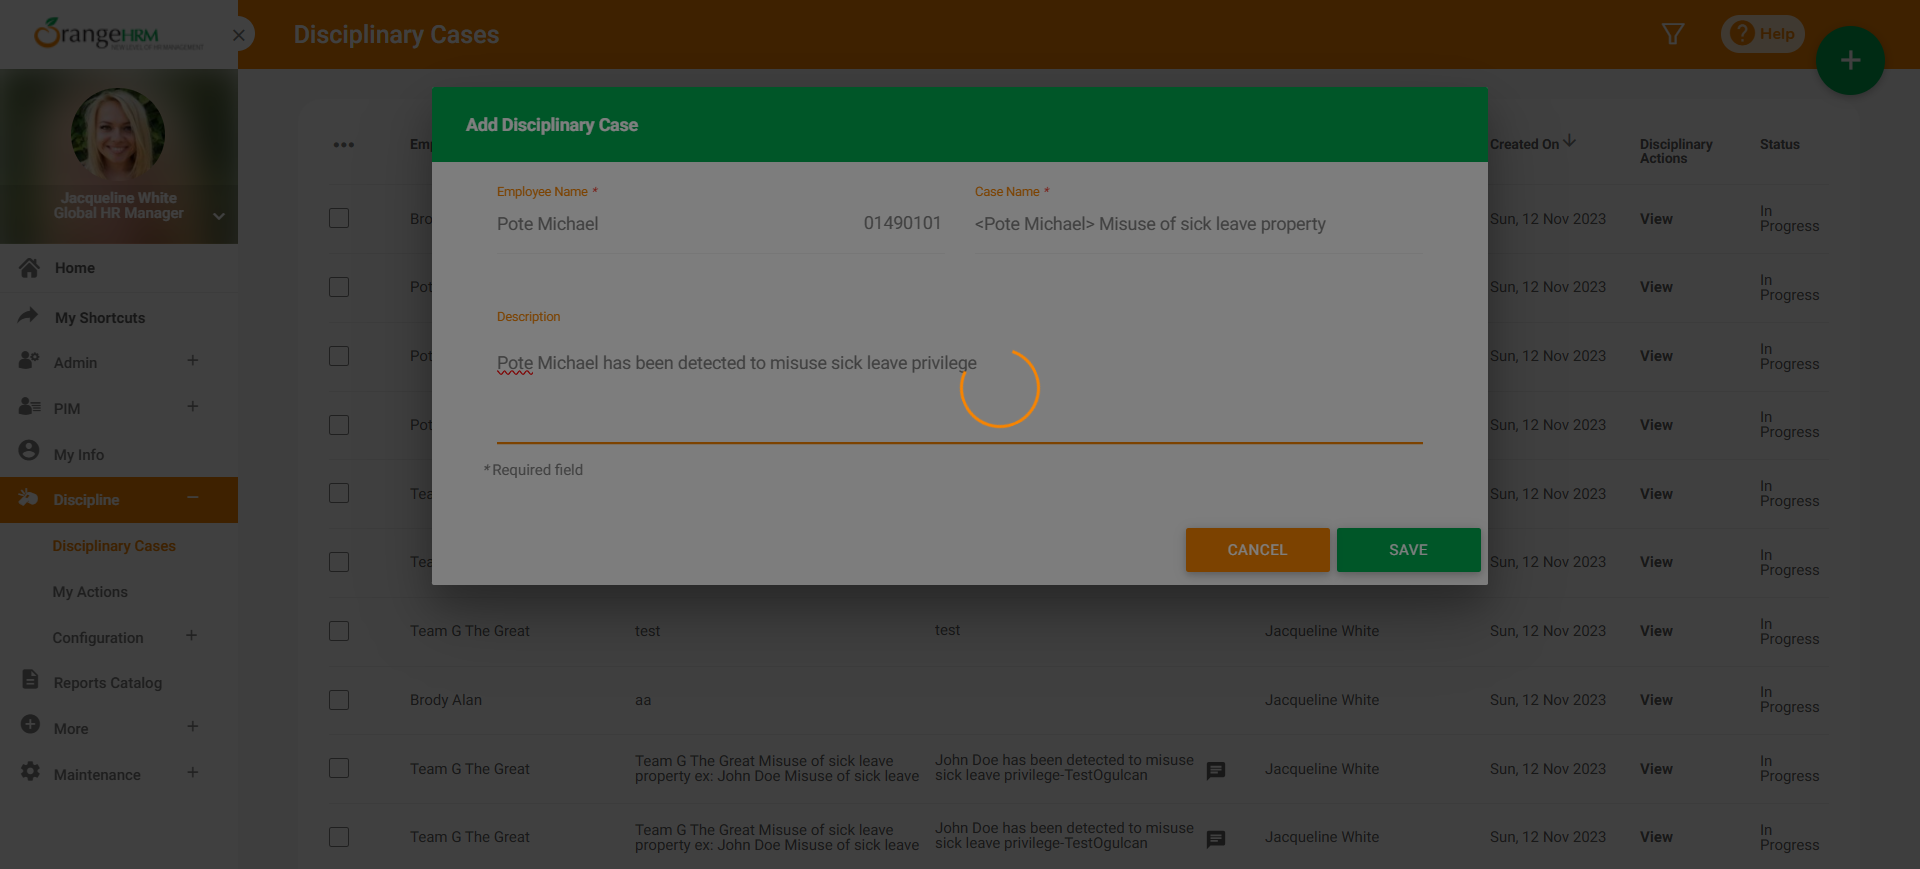 OrangeHRM
Disciplinary Cases
? Help
Jacqueline White
Global HR Manager
Home
My Shortcuts
Admin
PIM
My Info
Discipline
Disciplinary Cases
My Actions
Configuration
Reports Catalog
More
Maintenance
Add Disciplinary Case
Employee Name *
Case Name *
Pote Michael 01490101
<Pote Michael> Misuse of sick leave property
Description
Pote Michael has been detected to misuse sick leave privilege
* Required field
CANCEL
SAVE
Created On
Disciplinary
Actions
Status
Sun, 12 Nov 2023 View In
Progress
Sun, 12 Nov 2023 View In
Progress
Sun, 12 Nov 2023 View In
Progress
Sun, 12 Nov 2023 View In
Progress
Sun, 12 Nov 2023 View In
Progress
Sun, 12 Nov 2023 View In
Progress
Team G The Great test test Jacqueline White Sun, 12 Nov 2023 View In
Progress
Brody Alan aa Jacqueline White Sun, 12 Nov 2023 View In
Progress
Team G The Great
Team G The Great Misuse of sick leave
property ex: John Doe Misuse of sick leave
John Doe has been detected to misuse
sick leave privilege-TestOgulcan
Jacqueline White Sun, 12 Nov 2023 View In
Progress
Team G The Great
Team G The Great Misuse of sick leave
property ex: John Doe Misuse of sick leave
John Doe has been detected to misuse
sick leave privilege-TestOgulcan
Jacqueline White Sun, 12 Nov 2023 View In
Progress